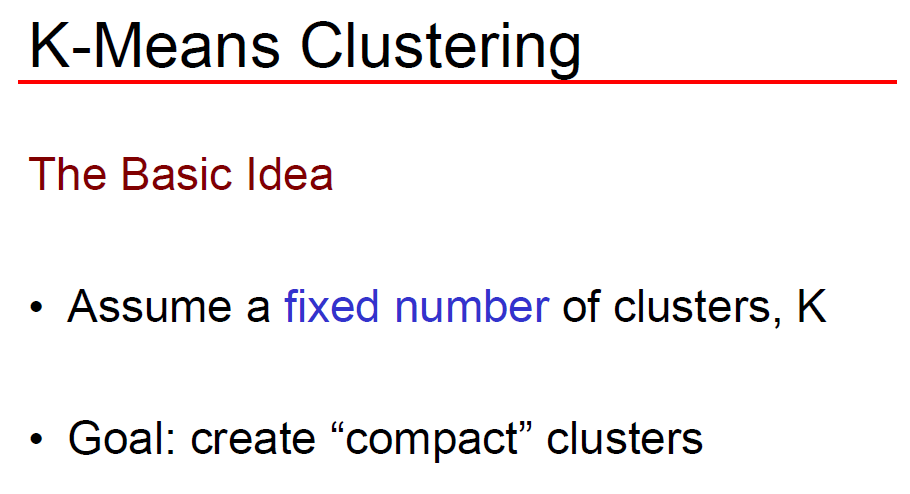 K-Means Clustering
The Basic Idea
• Assume a fixed number of clusters, K
• Goal: create “compact” clusters